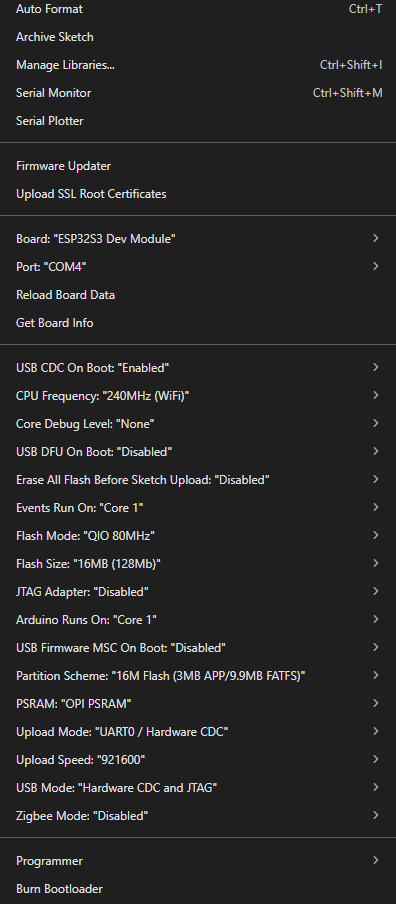 Auto Format Ctrl+T
Archive Sketch
Manage Libraries... Ctrl+Shift+I
Serial Monitor Ctrl+Shift+M
Serial Plotter
Firmware Updater
Upload SSL Root Certificates
Board: "ESP32S3 Dev Module"
Port: "COM4"
Reload Board Data
Get Board Info
USB CDC On Boot: "Enabled"
CPU Frequency: "240MHz (WiFi)"
Core Debug Level: "None"
USB DFU On Boot: "Disabled"
Erase All Flash Before Sketch Upload: "Disabled"
Events Run On: "Core 1"
Flash Mode: "QIO 80MHz"
Flash Size: "16MB (128Mb)"
JTAG Adapter: "Disabled"
Arduino Runs On: "Core 1"
USB Firmware MSC On Boot: "Disabled"
Partition Scheme: "16M Flash (3MB APP/9.9MB FATFS)"
PSRAM: "OPI PSRAM"
Upload Mode: "UART0 / Hardware CDC"
Upload Speed: "921600"
USB Mode: "Hardware CDC and JTAG"
Zigbee Mode: "Disabled"
Programmer
Burn Bootloader